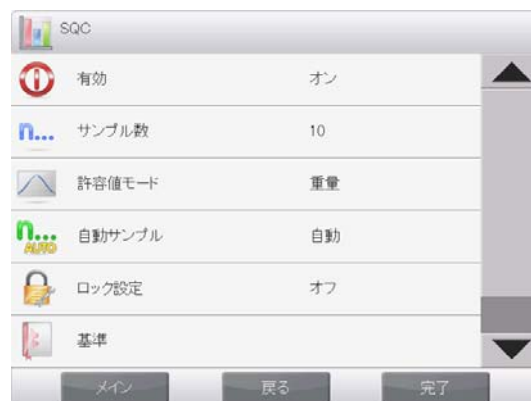 SQC
有効 オン
n... サンプル数 10
許容値モード 重量
n... AUTO 自動サンプル 自動
ロック設定 オフ
基準
メイン 戻る 完了